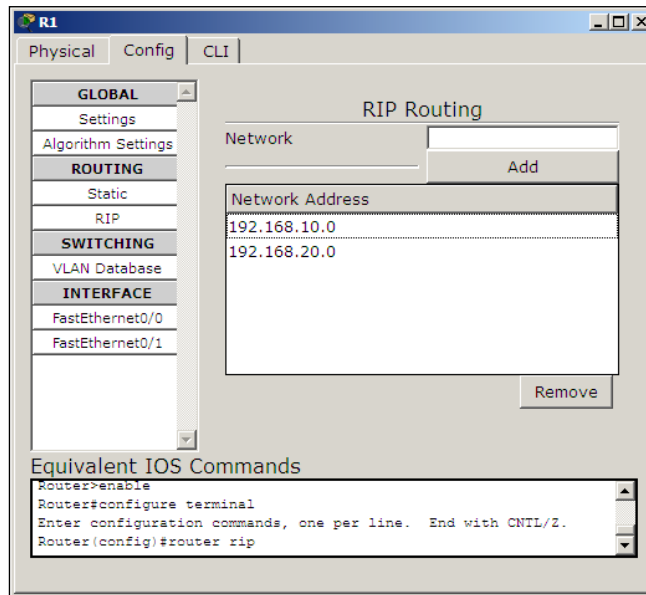 R1
Physical Config CLI
GLOBAL
Settings
Algorithm Settings
ROUTING
Static
RIP
SWITCHING
VLAN Database
INTERFACE
FastEthernet0/0
FastEthernet0/1
RIP Routing
Network
Add
Network Address
192.168.10.0
192.168.20.0
Remove
Equivalent IOS Commands
Router>enable
Router#configure terminal
Enter configuration commands, one per line.  End with CNTL/Z.
Router(config)#router rip